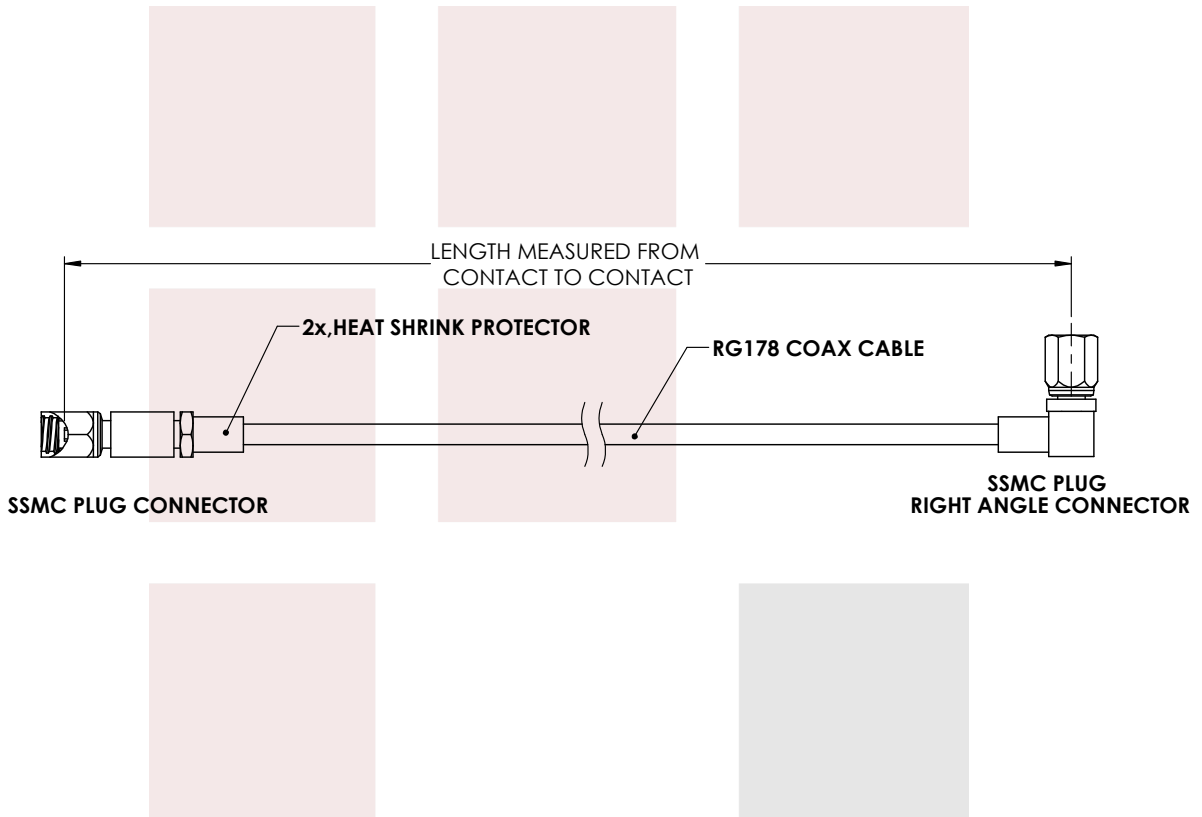 LENGTH MEASURED FROM
CONTACT TO CONTACT
2x,HEAT SHRINK PROTECTOR
RG178 COAX CABLE
SSMC PLUG CONNECTOR
SSMC PLUG
RIGHT ANGLE CONNECTOR